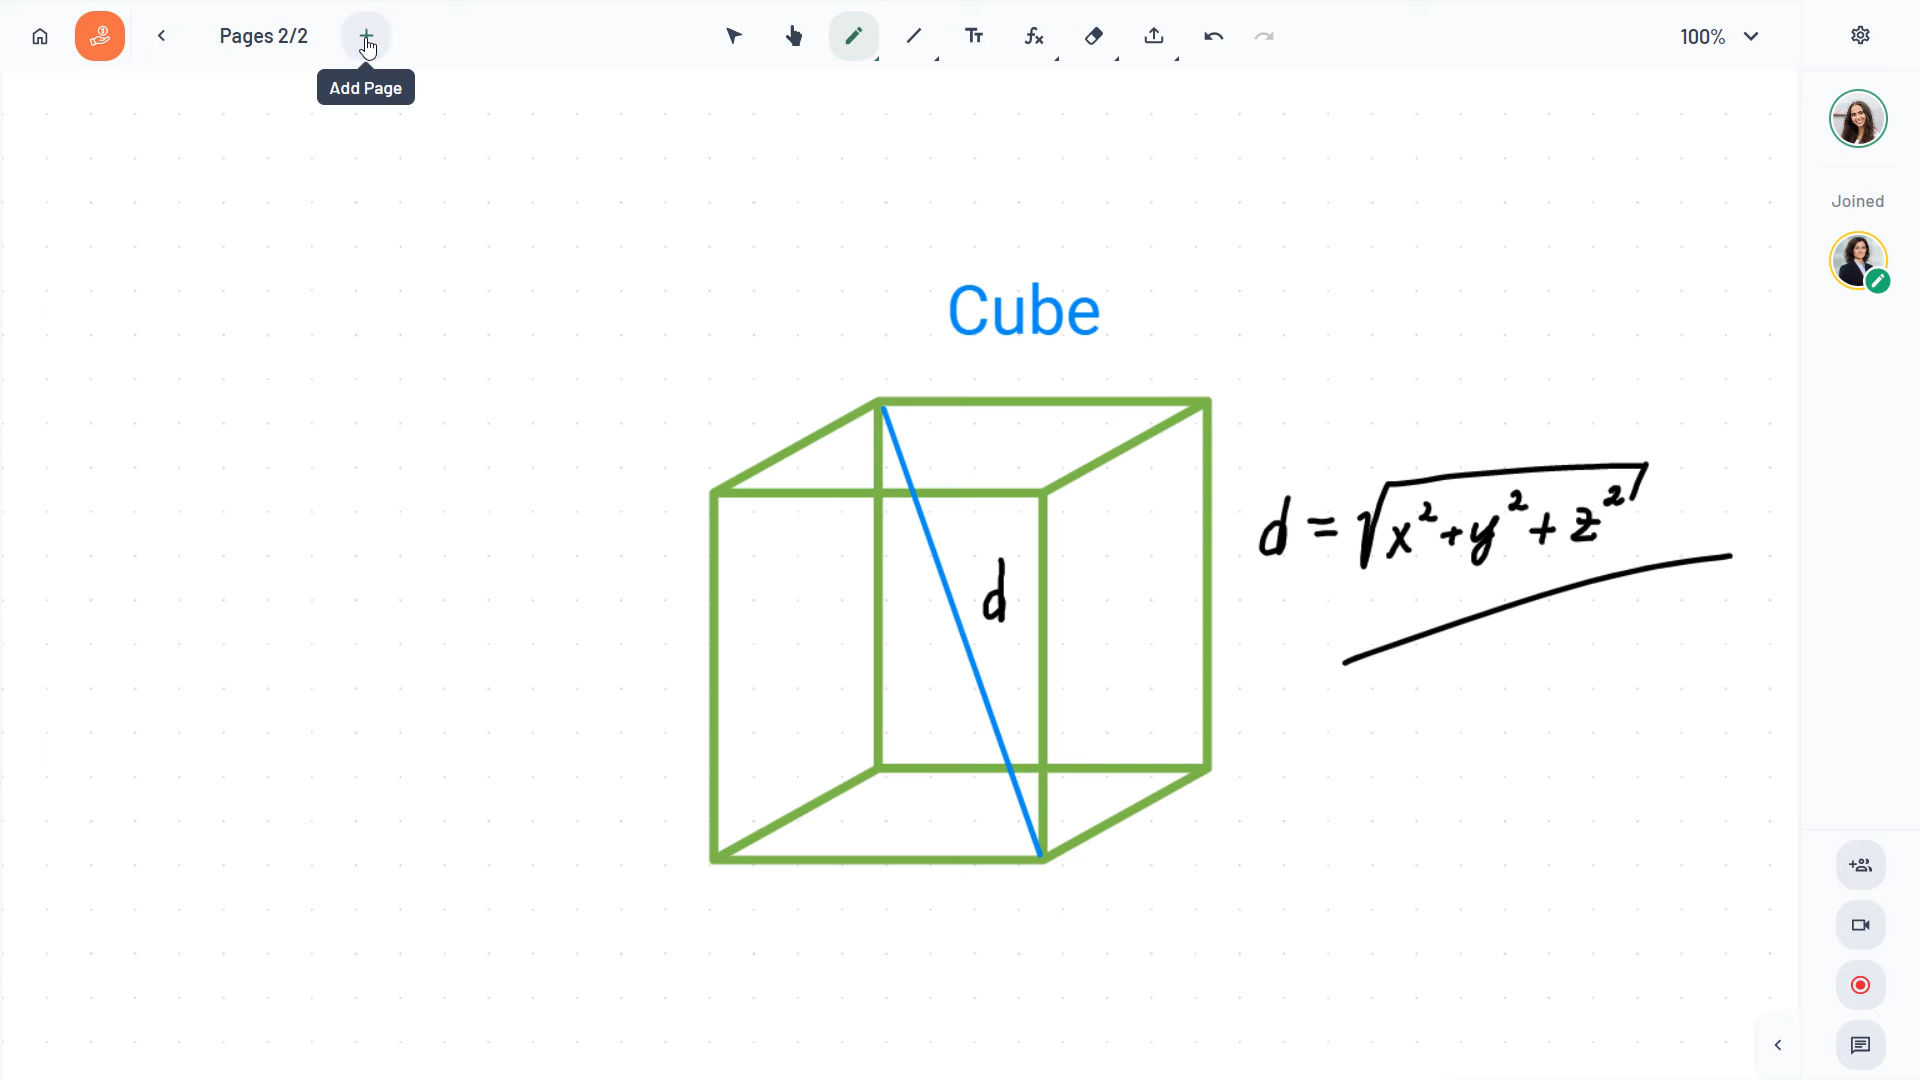 Pages 2/2
100%
Add Page
Joined
Cube
d = √x²+y²+z²
d